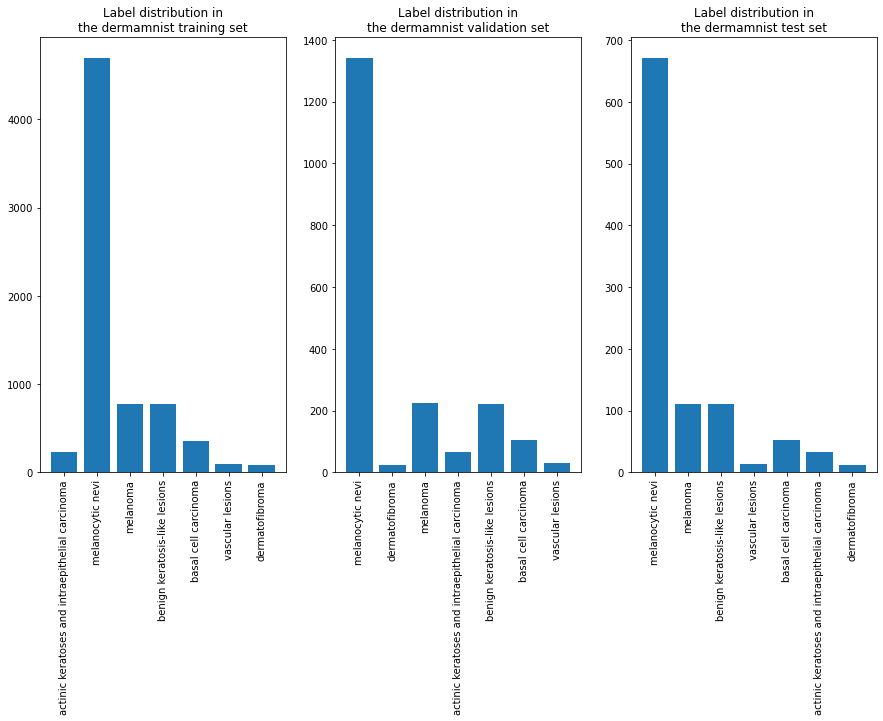 Label distribution in
the dermamnist training set
4000
3000
2000
1000
0
actinic keratoses and intraepithelial carcinoma
melanocytic nevi
melanoma
benign keratosis-like lesions
basal cell carcinoma
vascular lesions
dermatofibroma
Label distribution in
the dermamnist validation set
1400
1200
1000
800
600
400
200
0
melanocytic nevi
dermatofibroma
melanoma
actinic keratoses and intraepithelial carcinoma
benign keratosis-like lesions
basal cell carcinoma
vascular lesions
Label distribution in
the dermamnist test set
700
600
500
400
300
200
100
0
melanocytic nevi
melanoma
benign keratosis-like lesions
vascular lesions
basal cell carcinoma
actinic keratoses and intraepithelial carcinoma
dermatofibroma